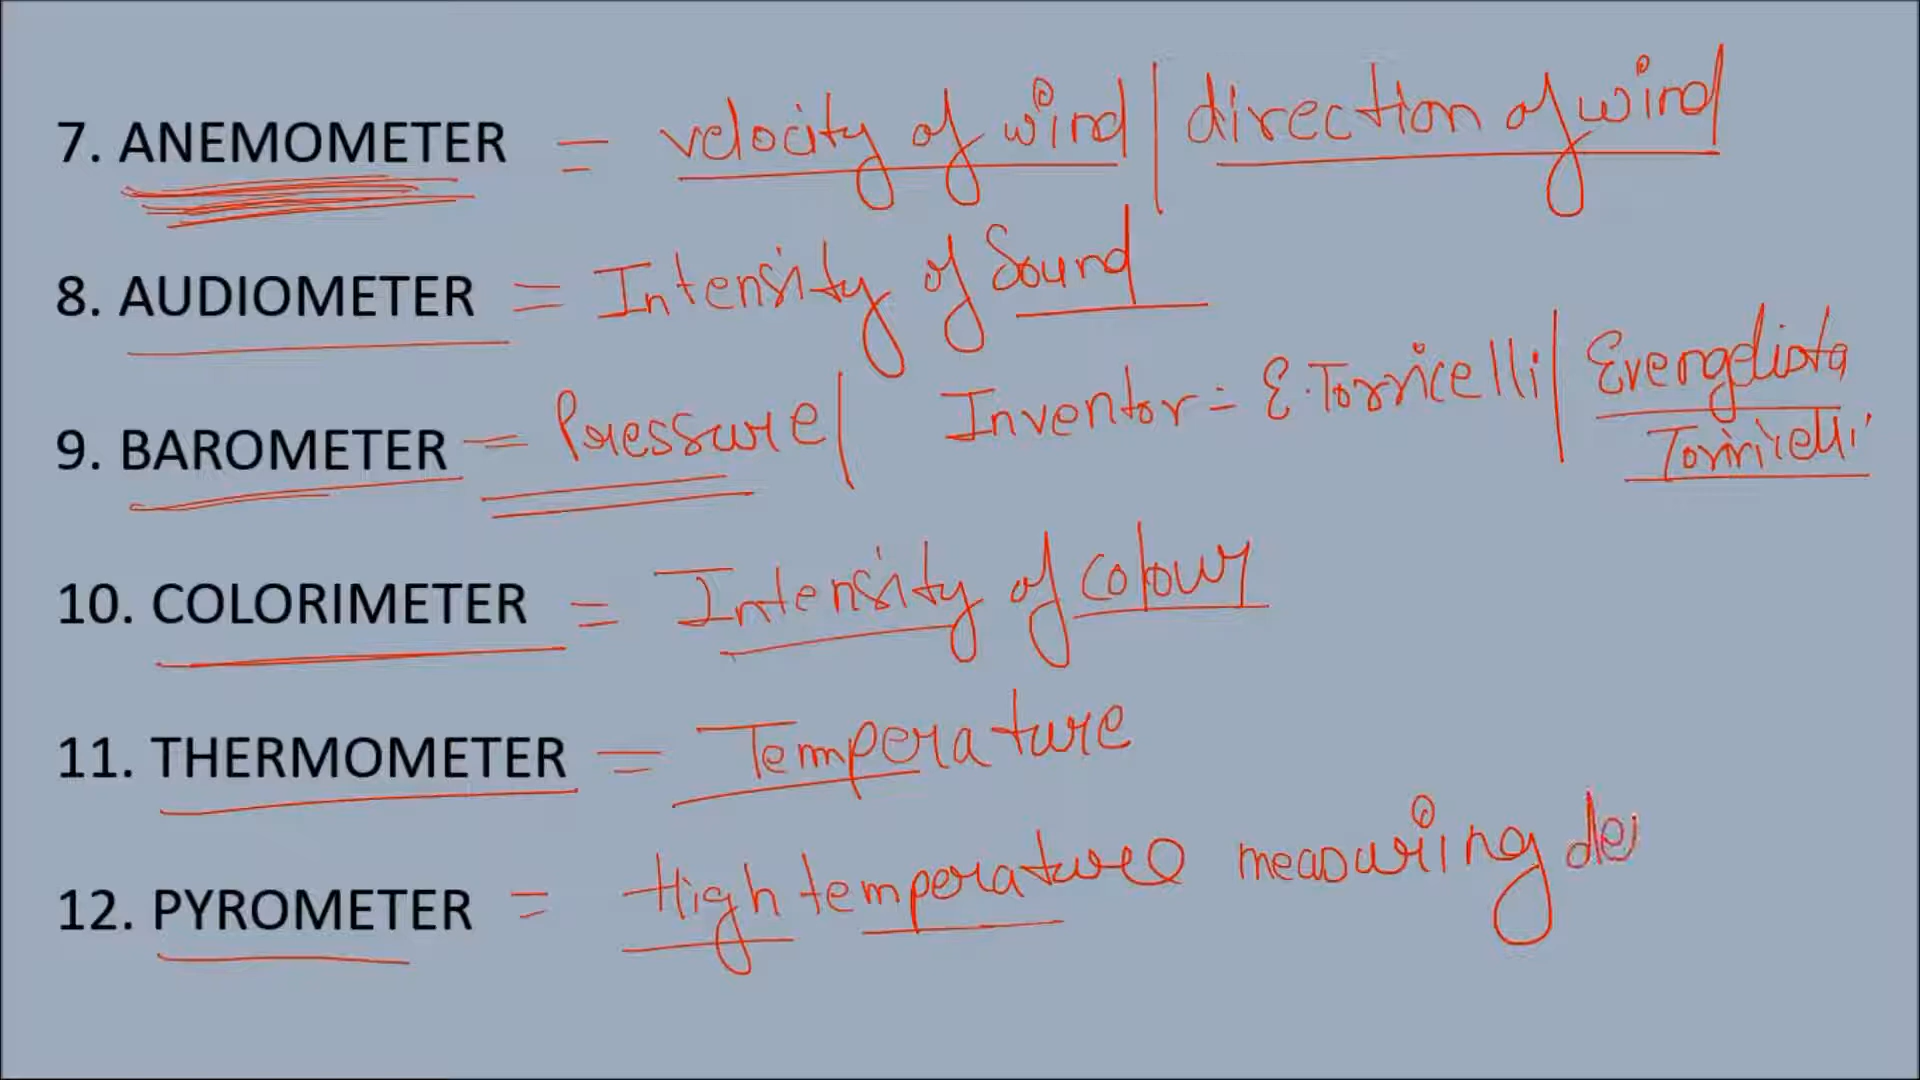 7. ANEMOMETER = velocity of wind | direction of wind
8. AUDIOMETER = Intensity of Sound
9. BAROMETER = Pressure | Inventor = E. Torricelli | Evengelista
Torricelli
10. COLORIMETER = Intensity of colour
11. THERMOMETER = Temperature
12. PYROMETER = High temperature measuring de